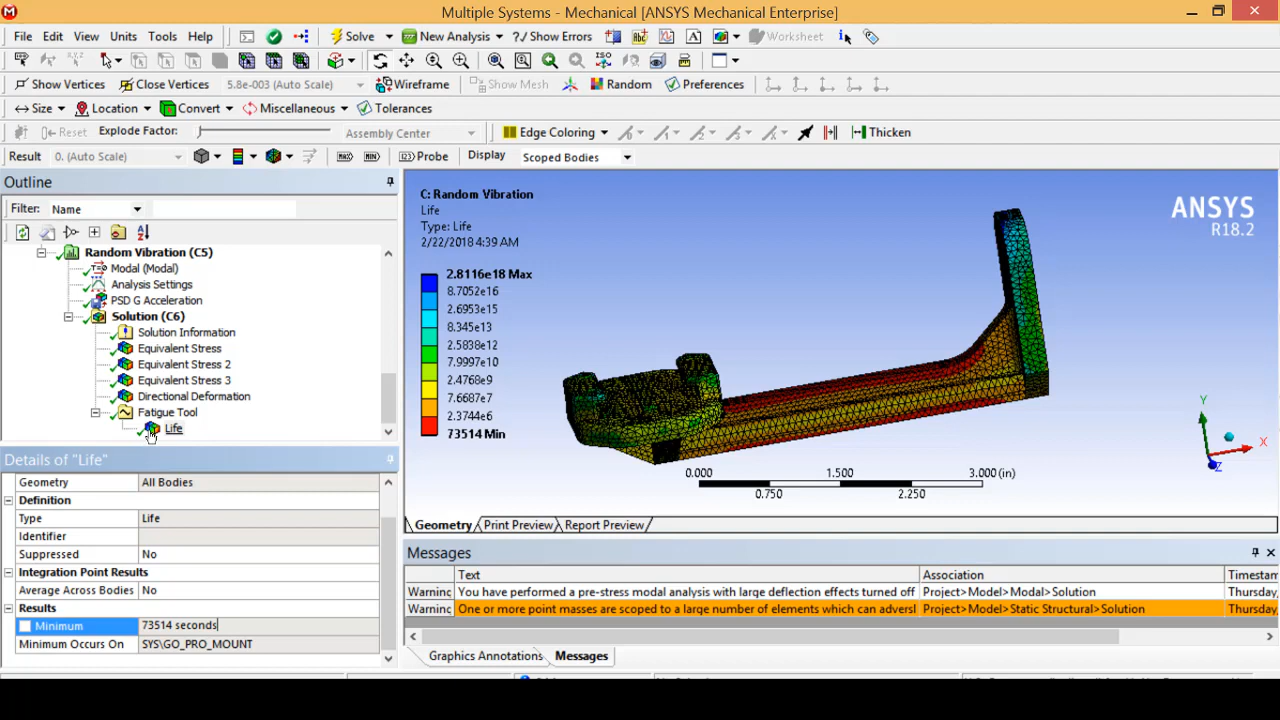 Multiple Systems - Mechanical [ANSYS Mechanical Enterprise]
File Edit View Units Tools Help Solve New Analysis ?/ Show Errors Worksheet
Show Vertices Close Vertices 5.8e-003 (Auto Scale) Wireframe Show Mesh Random Preferences
Size Location Convert Miscellaneous Tolerances
Reset Explode Factor: Assembly Center Edge Coloring Thicken
Result 0. (Auto Scale) MAX MIN Probe Display Scoped Bodies
Outline
Filter: Name
Random Vibration (C5)
Modal (Modal)
Analysis Settings
PSD G Acceleration
Solution (C6)
Solution Information
Equivalent Stress
Equivalent Stress 2
Equivalent Stress 3
Directional Deformation
Fatigue Tool
Life
Details of "Life"
Geometry All Bodies
Definition
Type Life
Identifier
Suppressed No
Integration Point Results
Average Across Bodies No
Results
Minimum 73514 seconds
Minimum Occurs On SYS\GO_PRO_MOUNT
C: Random Vibration
Life
Type: Life
2/22/2018 4:39 AM
2.8116e18 Max
8.7052e16
2.6953e15
8.345e13
2.5838e12
7.9997e10
2.4768e9
7.6687e7
2.3744e6
73514 Min
ANSYS
R18.2
Y
X
Z
0.000 1.500 3.000 (in)
0.750 2.250
Geometry Print Preview Report Preview
Messages
Text Association Timestam
Warninc You have performed a pre-stress modal analysis with large deflection effects turned off Project>Model>Modal>Solution Thursday,
Warninc One or more point masses are scoped to a large number of elements which can adversl Project>Model>Static Structural>Solution Thursday,
Graphics Annotations Messages